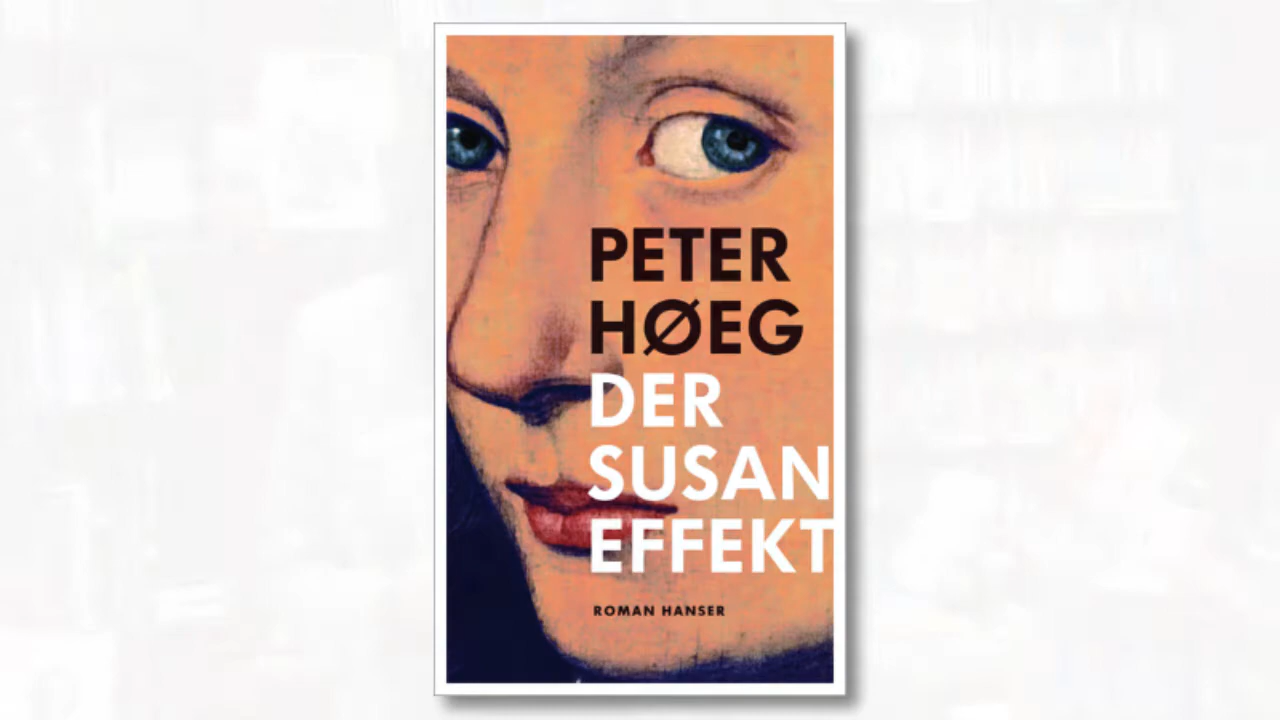 PETER
HØEG
DER
SUSAN
EFFEKT
ROMAN HANSER